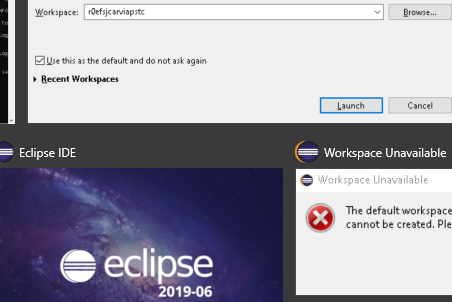 Workspace: r0efsjcarviapstc Browse...
Use this as the default and do not ask again
Recent Workspaces
Launch Cancel
Eclipse IDE
Workspace Unavailable
Workspace Unavailable
The default workspace
cannot be created. Ple
eclipse
2019-06